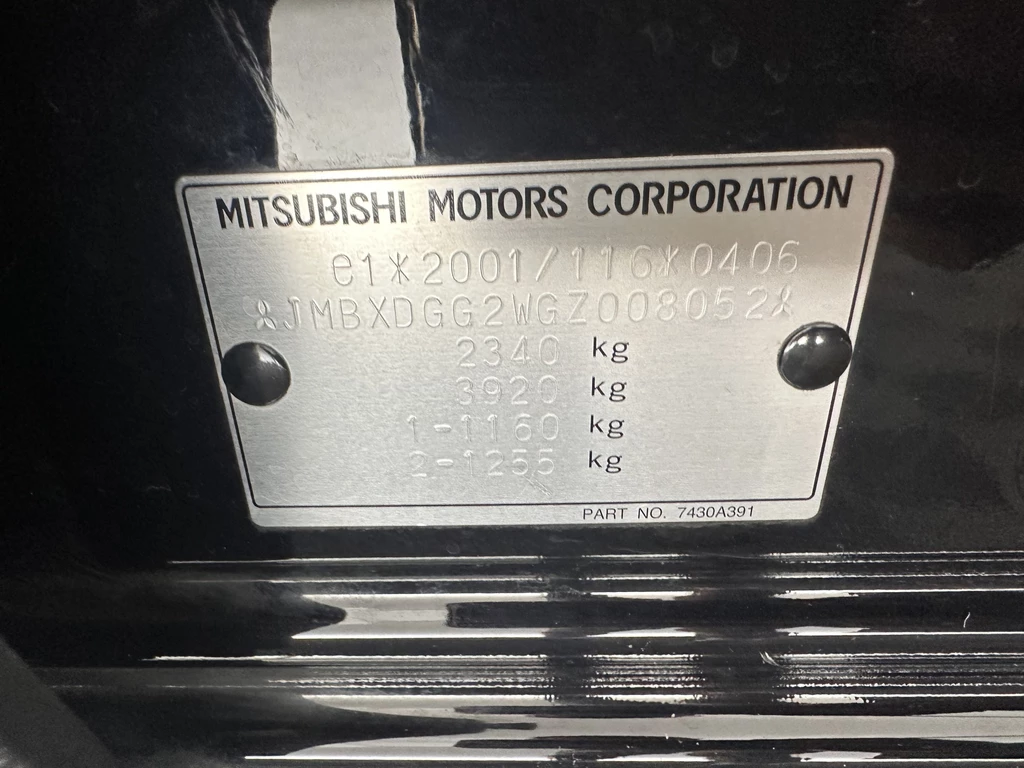 MITSUBISHI MOTORS CORPORATION
e1*2001/116*0406
JMBXDGG2WGZ008052
2340 kg
3920 kg
1-1160 kg
2-1255 kg
PART NO. 7430A391